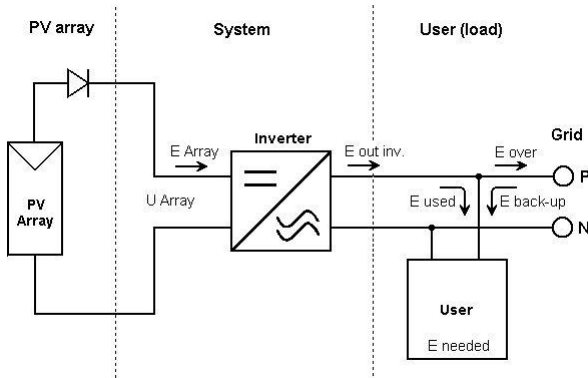 PV array
System
User (load)
Inverter
Grid
E Array
E out inv.
E over
P
PV
Array
U Array
E used
E back-up
N
User
E needed